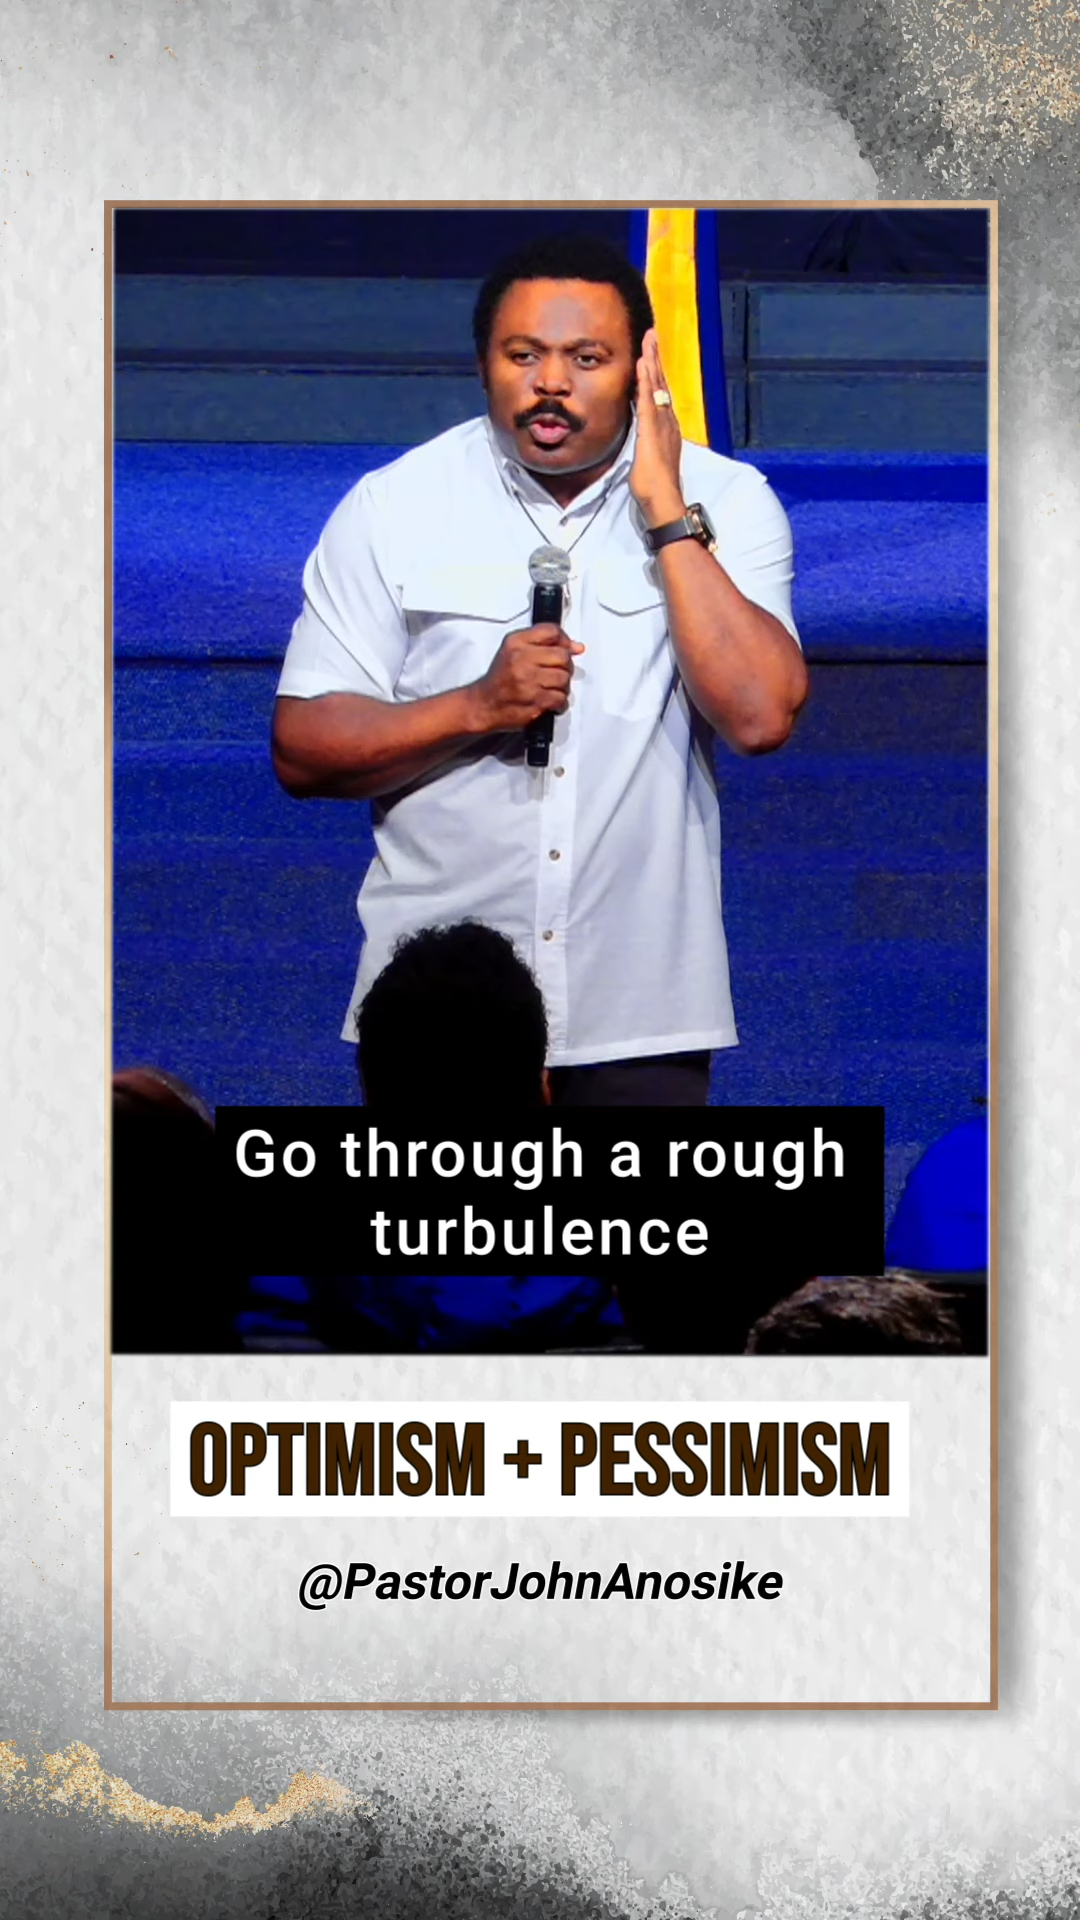 Go through a rough
turbulence
OPTIMISM + PESSIMISM
@PastorJohnAnosike